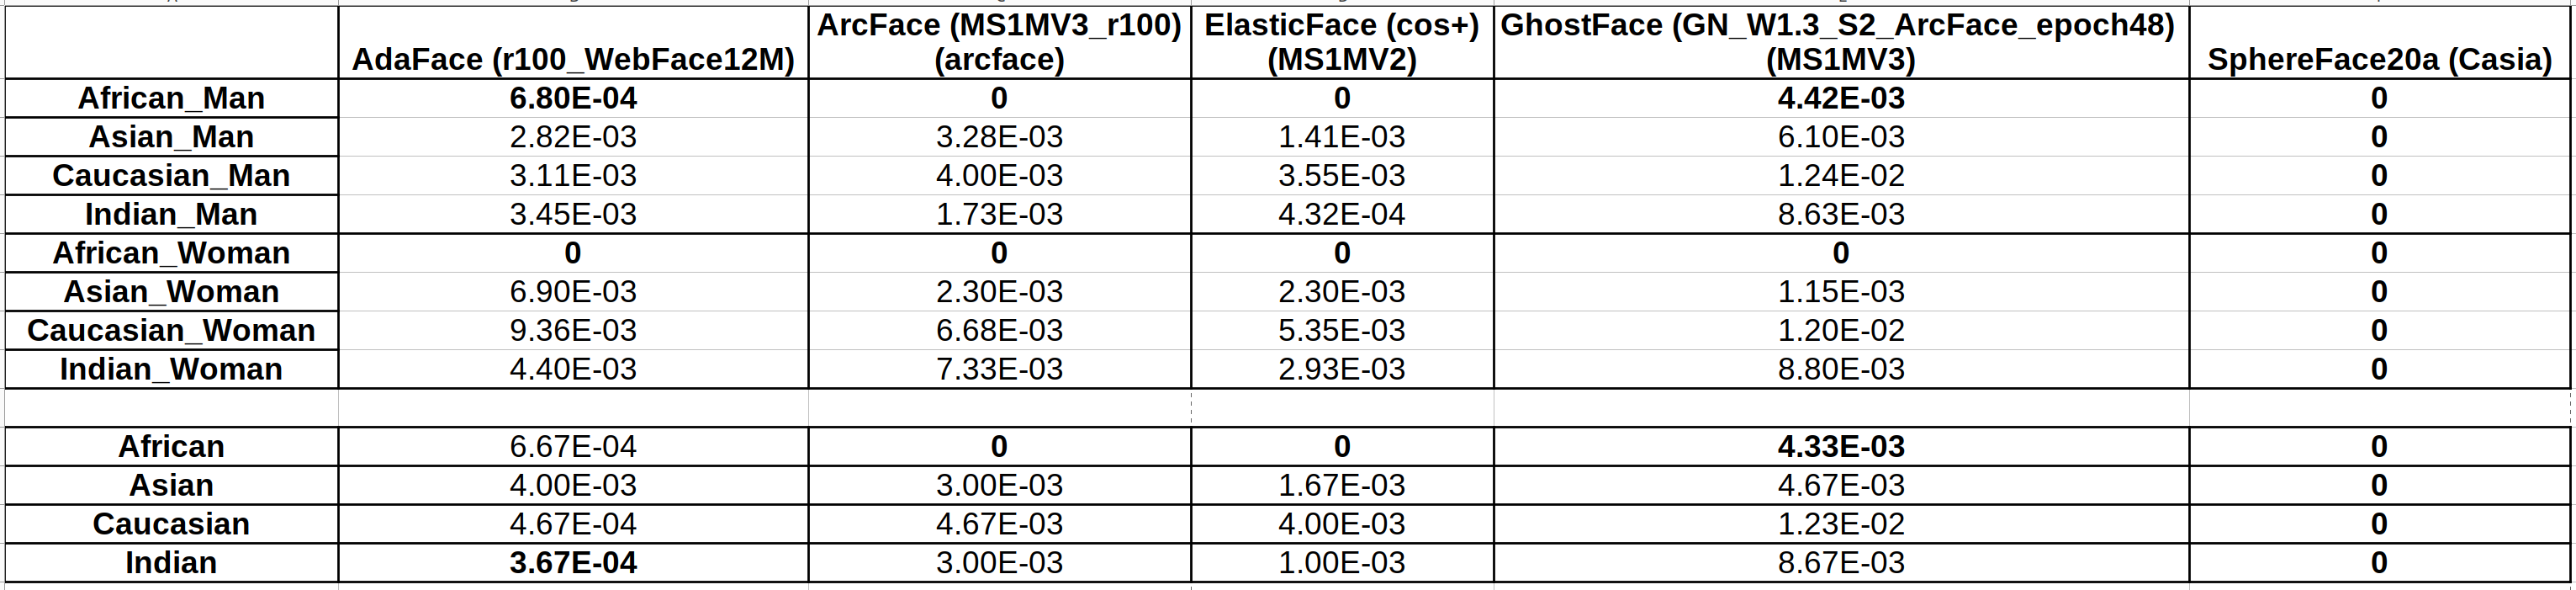 AdaFace (r100_WebFace12M) ArcFace (MS1MV3_r100) (arcface) ElasticFace (cos+) (MS1MV2) GhostFace (GN_W1.3_S2_ArcFace_epoch48) (MS1MV3) SphereFace20a (Casia)
African_Man 6.80E-04 0 0 4.42E-03 0
Asian_Man 2.82E-03 3.28E-03 1.41E-03 6.10E-03 0
Caucasian_Man 3.11E-03 4.00E-03 3.55E-03 1.24E-02 0
Indian_Man 3.45E-03 1.73E-03 4.32E-04 8.63E-03 0
African_Woman 0 0 0 0 0
Asian_Woman 6.90E-03 2.30E-03 2.30E-03 1.15E-03 0
Caucasian_Woman 9.36E-03 6.68E-03 5.35E-03 1.20E-02 0
Indian_Woman 4.40E-03 7.33E-03 2.93E-03 8.80E-03 0
African 6.67E-04 0 0 4.33E-03 0
Asian 4.00E-03 3.00E-03 1.67E-03 4.67E-03 0
Caucasian 4.67E-04 4.67E-03 4.00E-03 1.23E-02 0
Indian 3.67E-04 3.00E-03 1.00E-03 8.67E-03 0